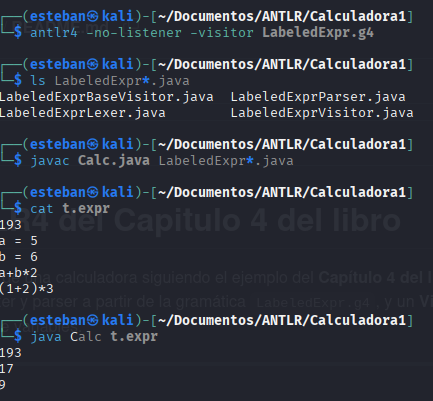 ┌──(esteban㉿kali)-[~/Documentos/ANTLR/Calculadora1]
└─$ antlr4 -no-listener -visitor LabeledExpr.g4
┌──(esteban㉿kali)-[~/Documentos/ANTLR/Calculadora1]
└─$ ls LabeledExpr*.java
LabeledExprBaseVisitor.java  LabeledExprParser.java
LabeledExprLexer.java        LabeledExprVisitor.java
┌──(esteban㉿kali)-[~/Documentos/ANTLR/Calculadora1]
└─$ javac Calc.java LabeledExpr*.java
┌──(esteban㉿kali)-[~/Documentos/ANTLR/Calculadora1]
└─$ cat t.expr
R4 del Capitulo 4 del libro
193
a = 5
b = 6
a+b*2
a calculadora siguiendo el ejemplo del Capítulo 4 del l
(1+2)*3
er y parser a partir de la gramática LabeledExpr.g4 , y un Vi
┌──(esteban㉿kali)-[~/Documentos/ANTLR/Calculadora1]
└─$ java Calc t.expr
193
17
9